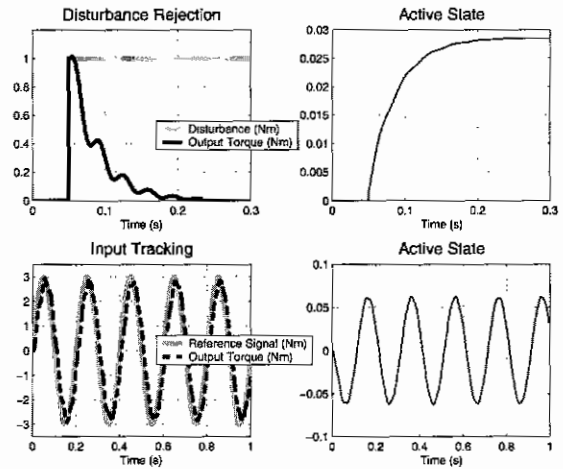 Disturbance Rejection
1
0.8
0.6
0.4
0.2
0
Disturbance (Nm)
Output Torque (Nm)
0 0.1 0.2 0.3
Time (s)
Active State
0.03
0.025
0.02
0.015
0.01
0.005
0
0 0.1 0.2 0.3
Time (s)
Input Tracking
3
2
1
0
-1
-2
-3
Reference Signal (Nm)
Output Torque (Nm)
0 0.2 0.4 0.6 0.8 1
Time (s)
Active State
0.1
0.05
0
-0.05
-0.1
0 0.2 0.4 0.6 0.8 1
Time (s)